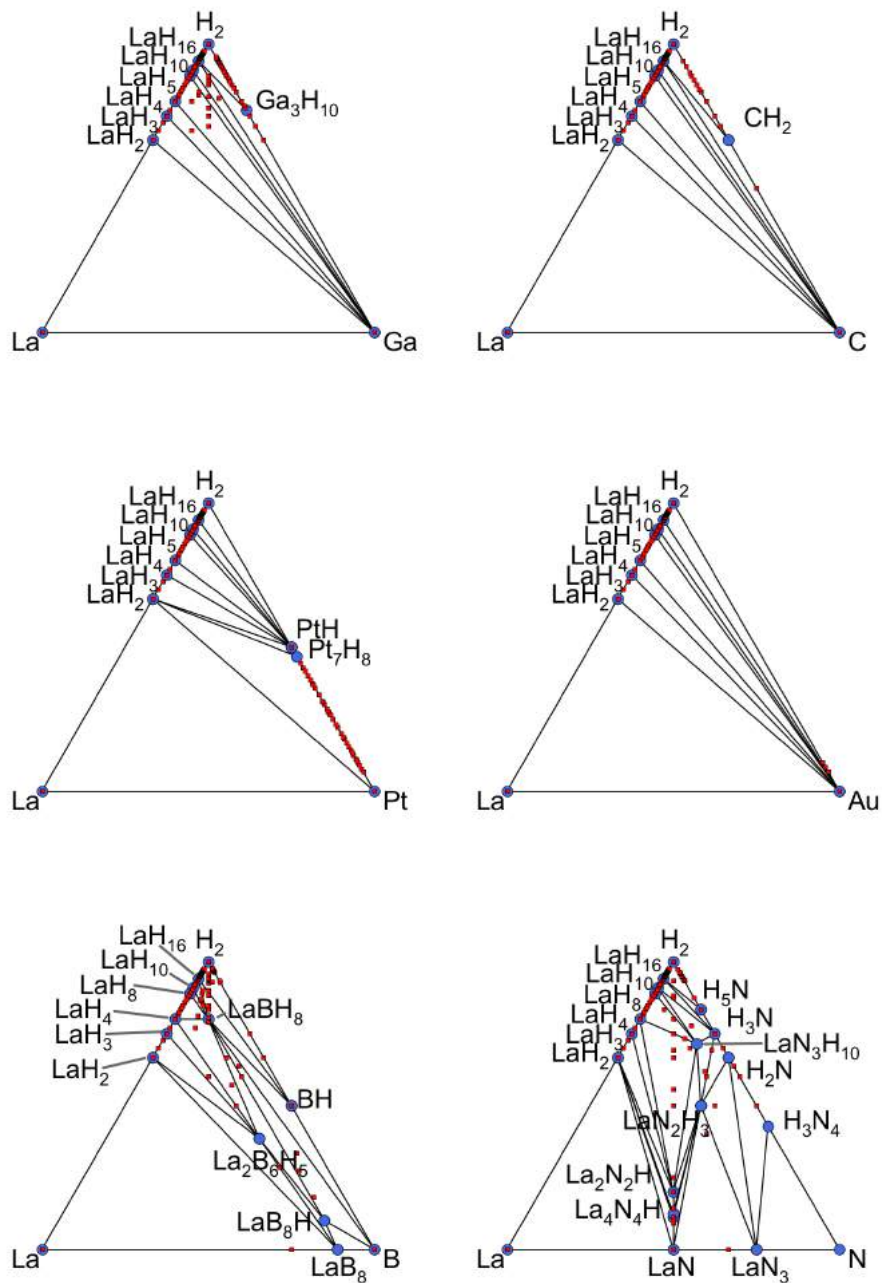 H₂
LaH₁₆
LaH₁₀
LaH₅
LaH₄
LaH₃
LaH₂
Ga₃H₁₀
La
Ga
H₂
LaH₁₆
LaH₁₀
LaH₅
LaH₄
LaH₃
LaH₂
CH₂
La
C
H₂
LaH₁₆
LaH₁₀
LaH₅
LaH₄
LaH₃
LaH₂
PtH
Pt₇H₈
La
Pt
H₂
LaH₁₆
LaH₁₀
LaH₅
LaH₄
LaH₃
LaH₂
La
Au
H₂
LaH₁₆
LaH₁₀
LaH₈
LaH₄
LaH₃
LaH₂
LaBH₈
BH
La₂B₆H₅
LaB₈H
La
LaB₈
B
H₂
LaH₁₆
LaH₁₀
LaH₈
LaH₄
LaH₃
LaH₂
H₅N
H₃N
LaN₃H₁₀
H₂N
LaN₂H₃
H₃N₄
La₂N₂H
La₄N₄H
La
LaN
LaN₃
N